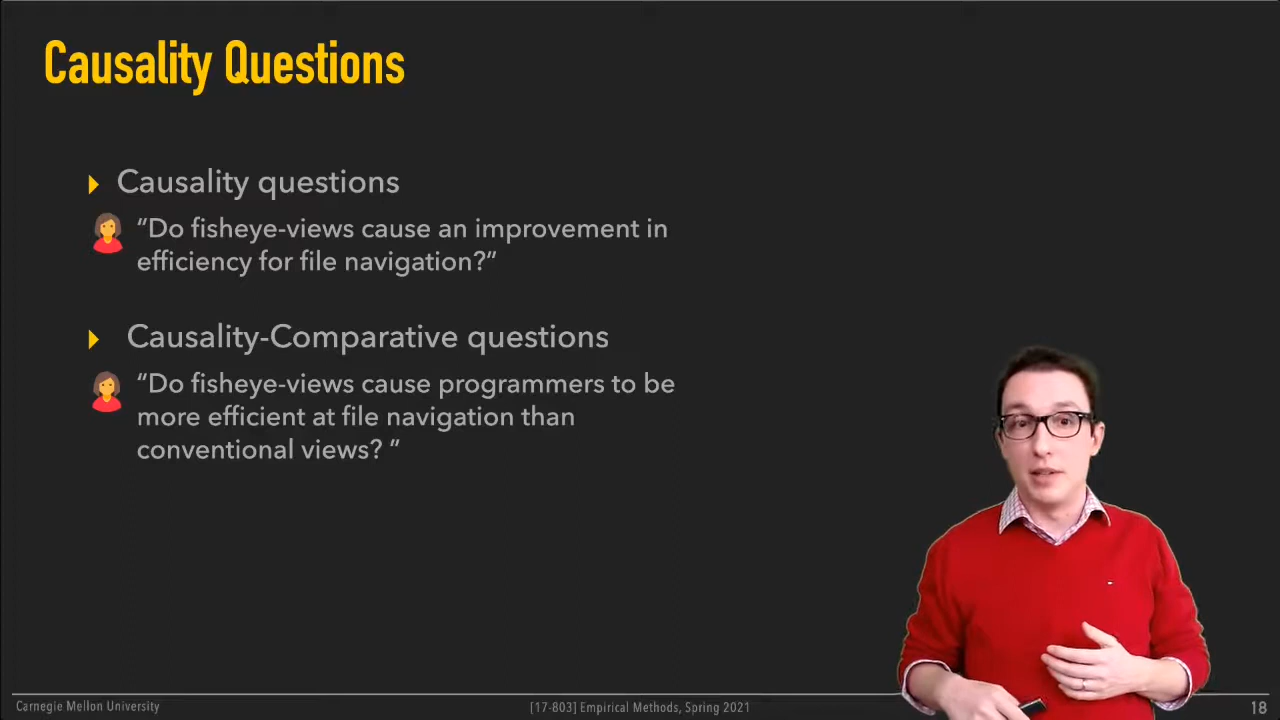 Causality Questions
Causality questions
“Do fisheye-views cause an improvement in
efficiency for file navigation?”
Causality-Comparative questions
“Do fisheye-views cause programmers to be
more efficient at file navigation than
conventional views? “
Carnegie Mellon University
[17-803] Empirical Methods, Spring 2021
18